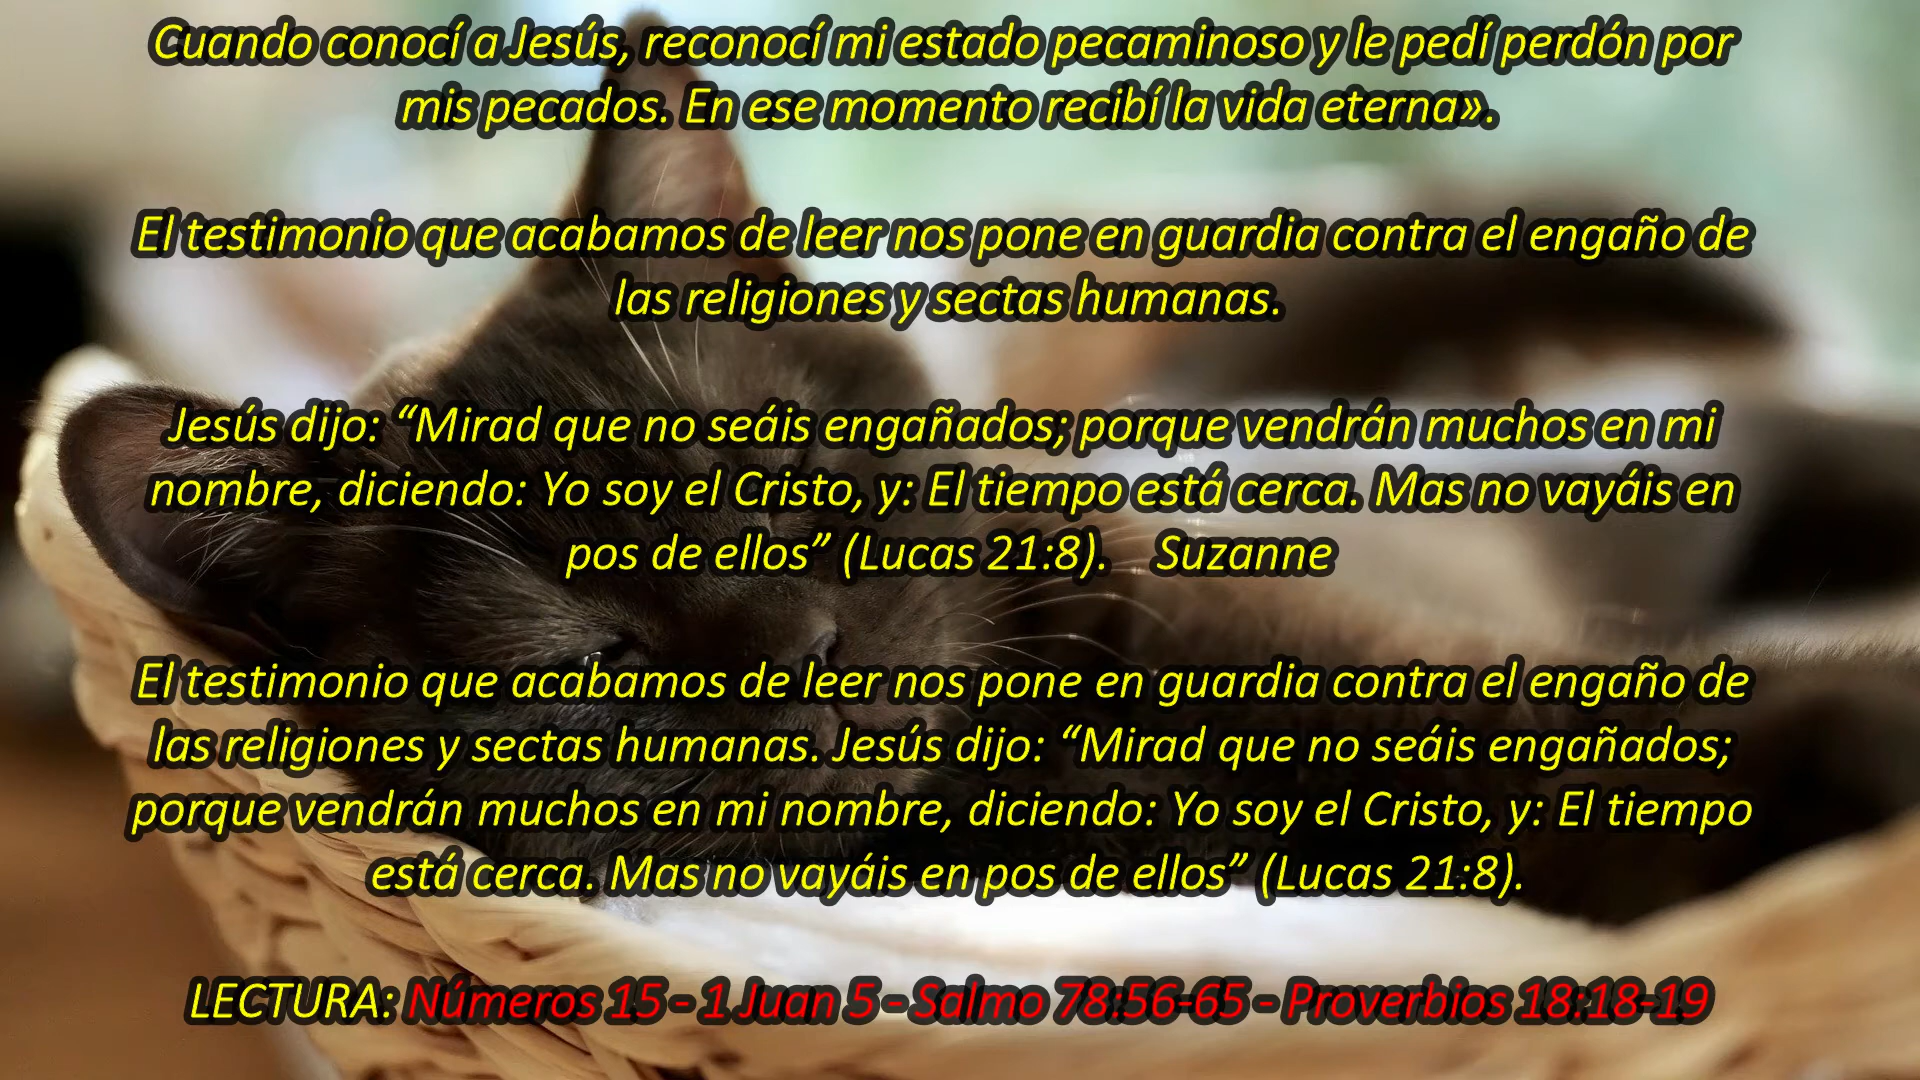 Cuando conocí a Jesús, reconocí mi estado pecaminoso y le pedí perdón por
mis pecados. En ese momento recibí la vida eterna».
El testimonio que acabamos de leer nos pone en guardia contra el engaño de
las religiones y sectas humanas.
Jesús dijo: “Mirad que no seáis engañados; porque vendrán muchos en mi
nombre, diciendo: Yo soy el Cristo, y: El tiempo está cerca. Mas no vayáis en
pos de ellos” (Lucas 21:8). Suzanne
El testimonio que acabamos de leer nos pone en guardia contra el engaño de
las religiones y sectas humanas. Jesús dijo: “Mirad que no seáis engañados;
porque vendrán muchos en mi nombre, diciendo: Yo soy el Cristo, y: El tiempo
está cerca. Mas no vayáis en pos de ellos” (Lucas 21:8).
LECTURA: Números 15 - 1 Juan 5 - Salmo 78:56-65 - Proverbios 18:18-19